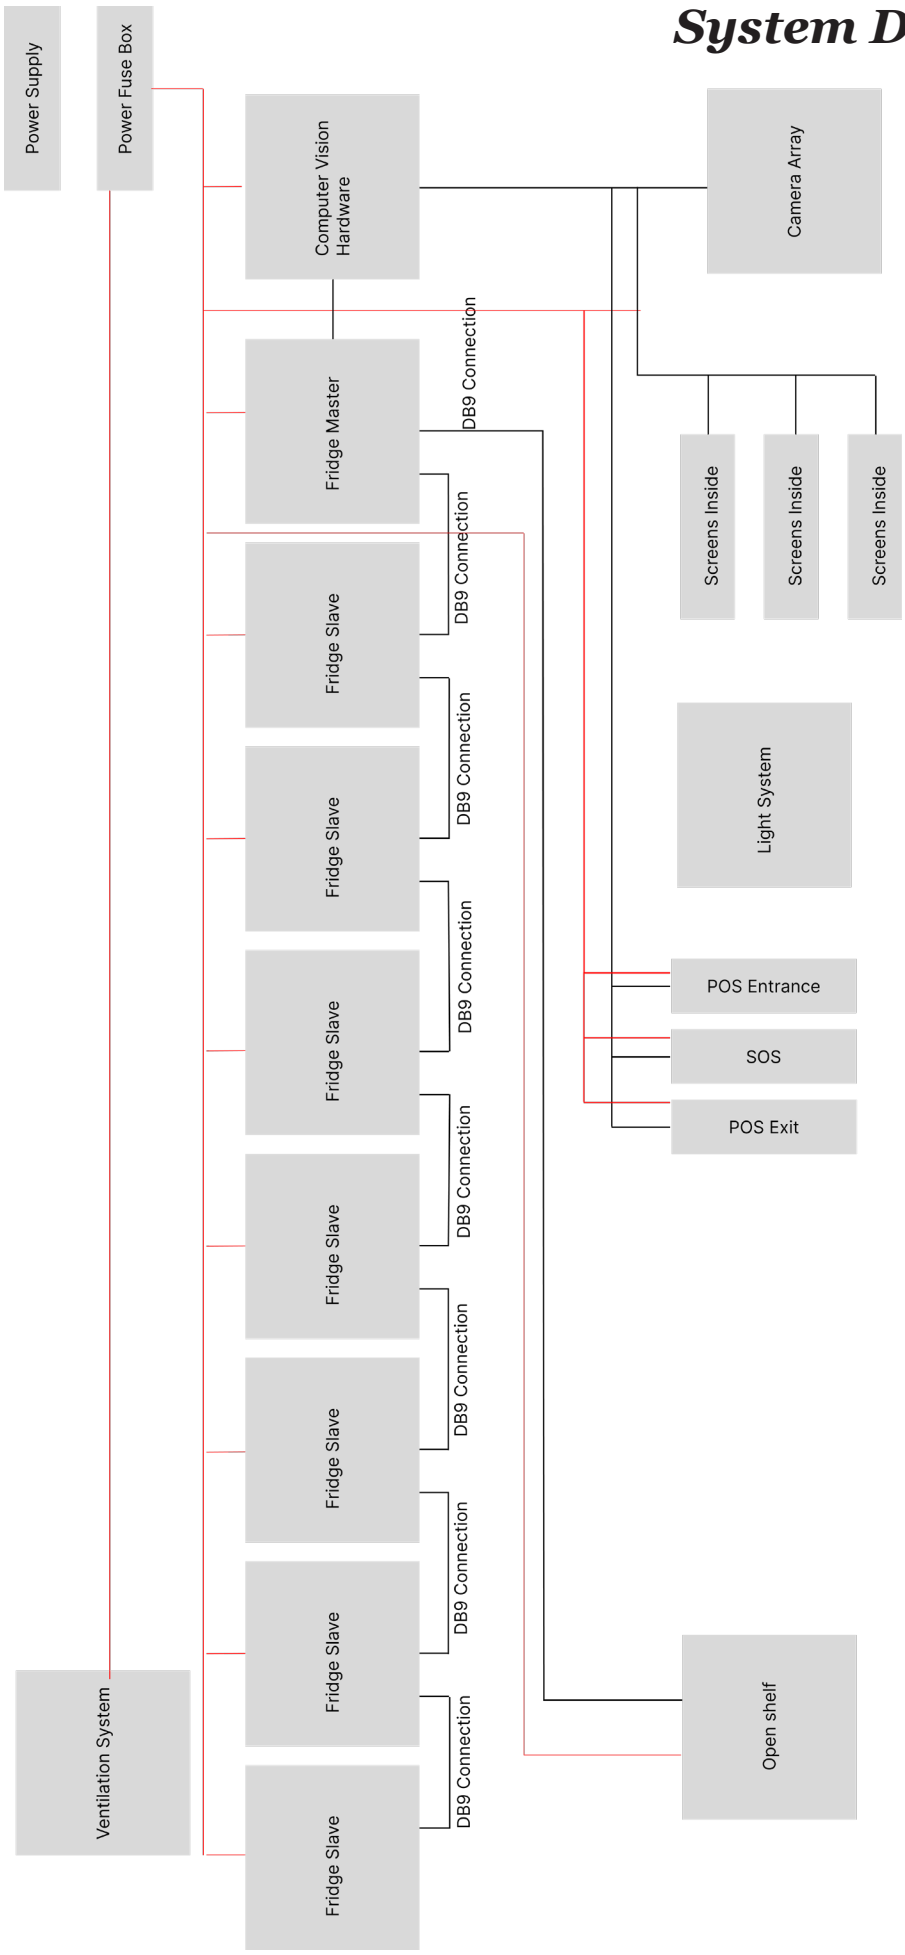 System D
Power Supply
Power Fuse Box
Computer Vision
Hardware
Camera Array
DB9 Connection
Fridge Master
Screens Inside
Screens Inside
Screens Inside
DB9 Connection
Fridge Slave
DB9 Connection
Fridge Slave
Light System
DB9 Connection
Fridge Slave
POS Entrance
SOS
POS Exit
DB9 Connection
Fridge Slave
DB9 Connection
Fridge Slave
DB9 Connection
Fridge Slave
DB9 Connection
Fridge Slave
Ventilation System
Open shelf